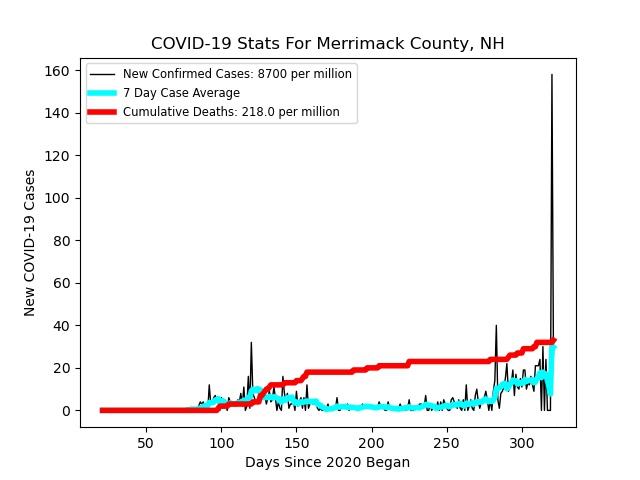 COVID-19 Stats For Merrimack County, NH
New Confirmed Cases: 8700 per million
7 Day Case Average
Cumulative Deaths: 218.0 per million
New COVID-19 Cases
160
140
120
100
80
60
40
20
0
50
100
150
200
250
300
Days Since 2020 Began